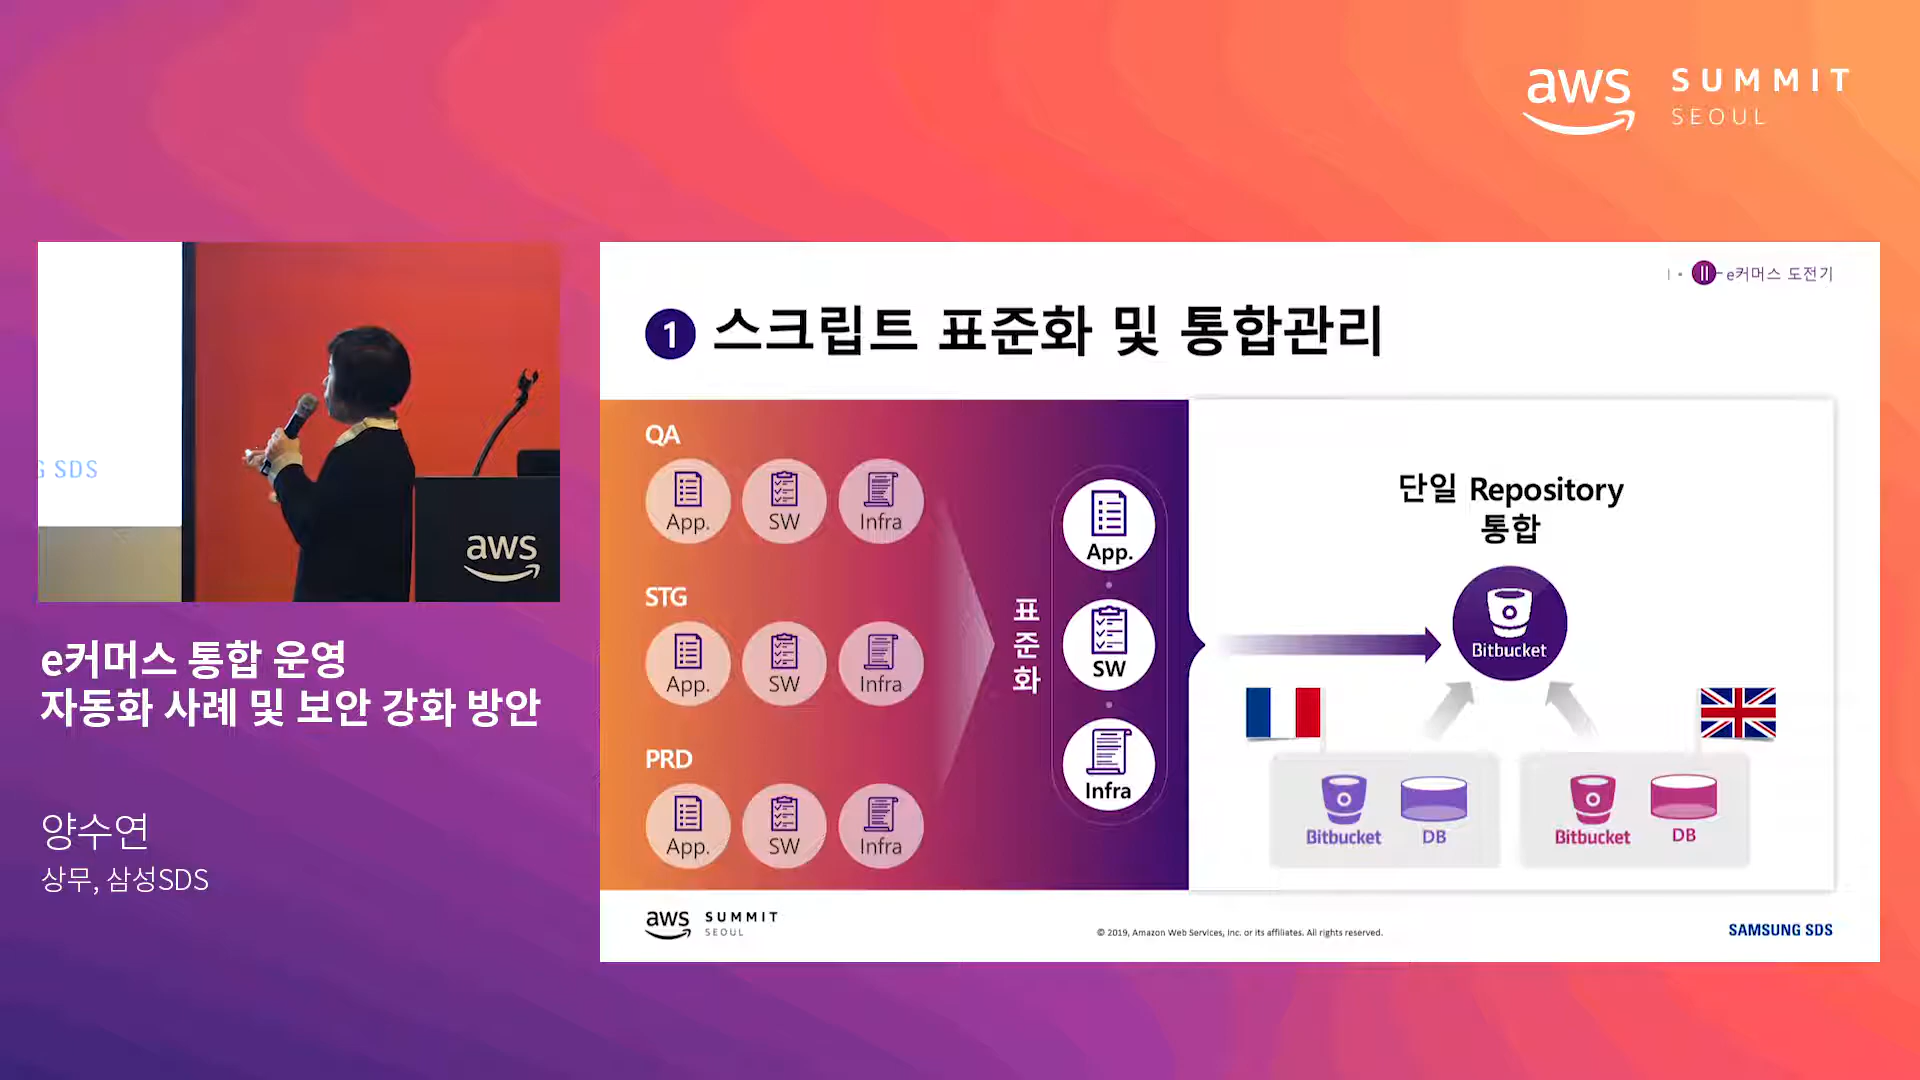 aws
SUMMIT
SEOUL
SDS
aws
e커머스 통합 운영
자동화 사례 및 보안 강화 방안
양수연
상무, 삼성SDS
I • II e커머스 도전기
1 스크립트 표준화 및 통합관리
QA
App. SW Infra
STG
App. SW Infra
PRD
App. SW Infra
표준화
App.
SW
Infra
단일 Repository
통합
Bitbucket
Bitbucket DB
Bitbucket DB
aws SUMMIT
SEOUL
© 2019, Amazon Web Services, Inc. or its affiliates. All rights reserved.
SAMSUNG SDS